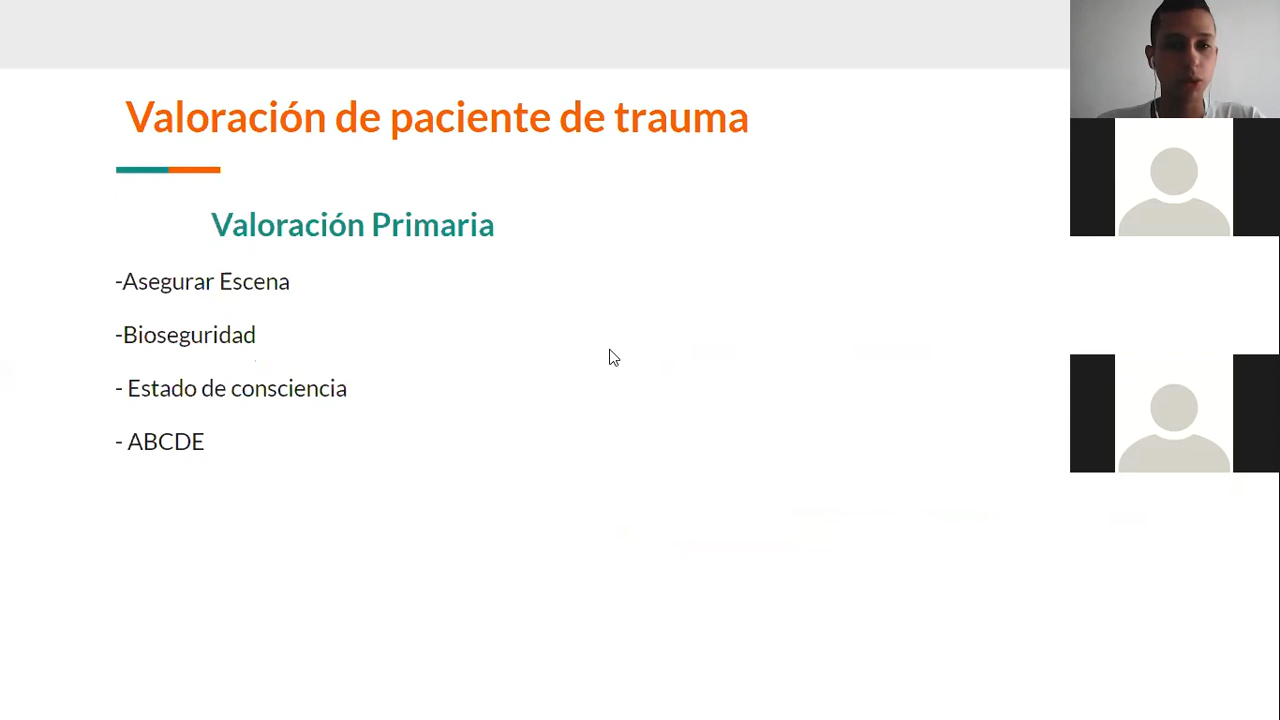 Valoración de paciente de trauma
Valoración Primaria
-Asegurar Escena
-Bioseguridad
- Estado de consciencia
- ABCDE